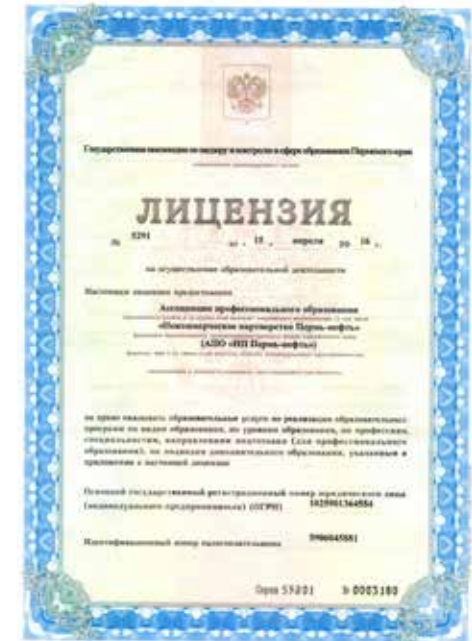 Государственная инспекция по надзору и контролю в сфере образования Пермского края
ЛИЦЕНЗИЯ
№ 5291 от « 15 » апреля 20 16 г.
на осуществление образовательной деятельности
Настоящая лицензия предоставлена
Ассоциации профессионального образования
«Некоммерческое партнерство Пермь-нефть»
(АПО «НП Пермь-нефть»)
на право оказывать образовательные услуги по реализации образовательных
программ по видам образования, по уровням образования, по профессиям,
специальностям, направлениям подготовки (для профессионального
образования), по подвидам дополнительного образования, указанным в
приложении к настоящей лицензии
Основной государственный регистрационный номер юридического лица
(индивидуального предпринимателя) (ОГРН) 1025901364584
Идентификационный номер налогоплательщика 5906045881
Серия 59Л01 № 0003180